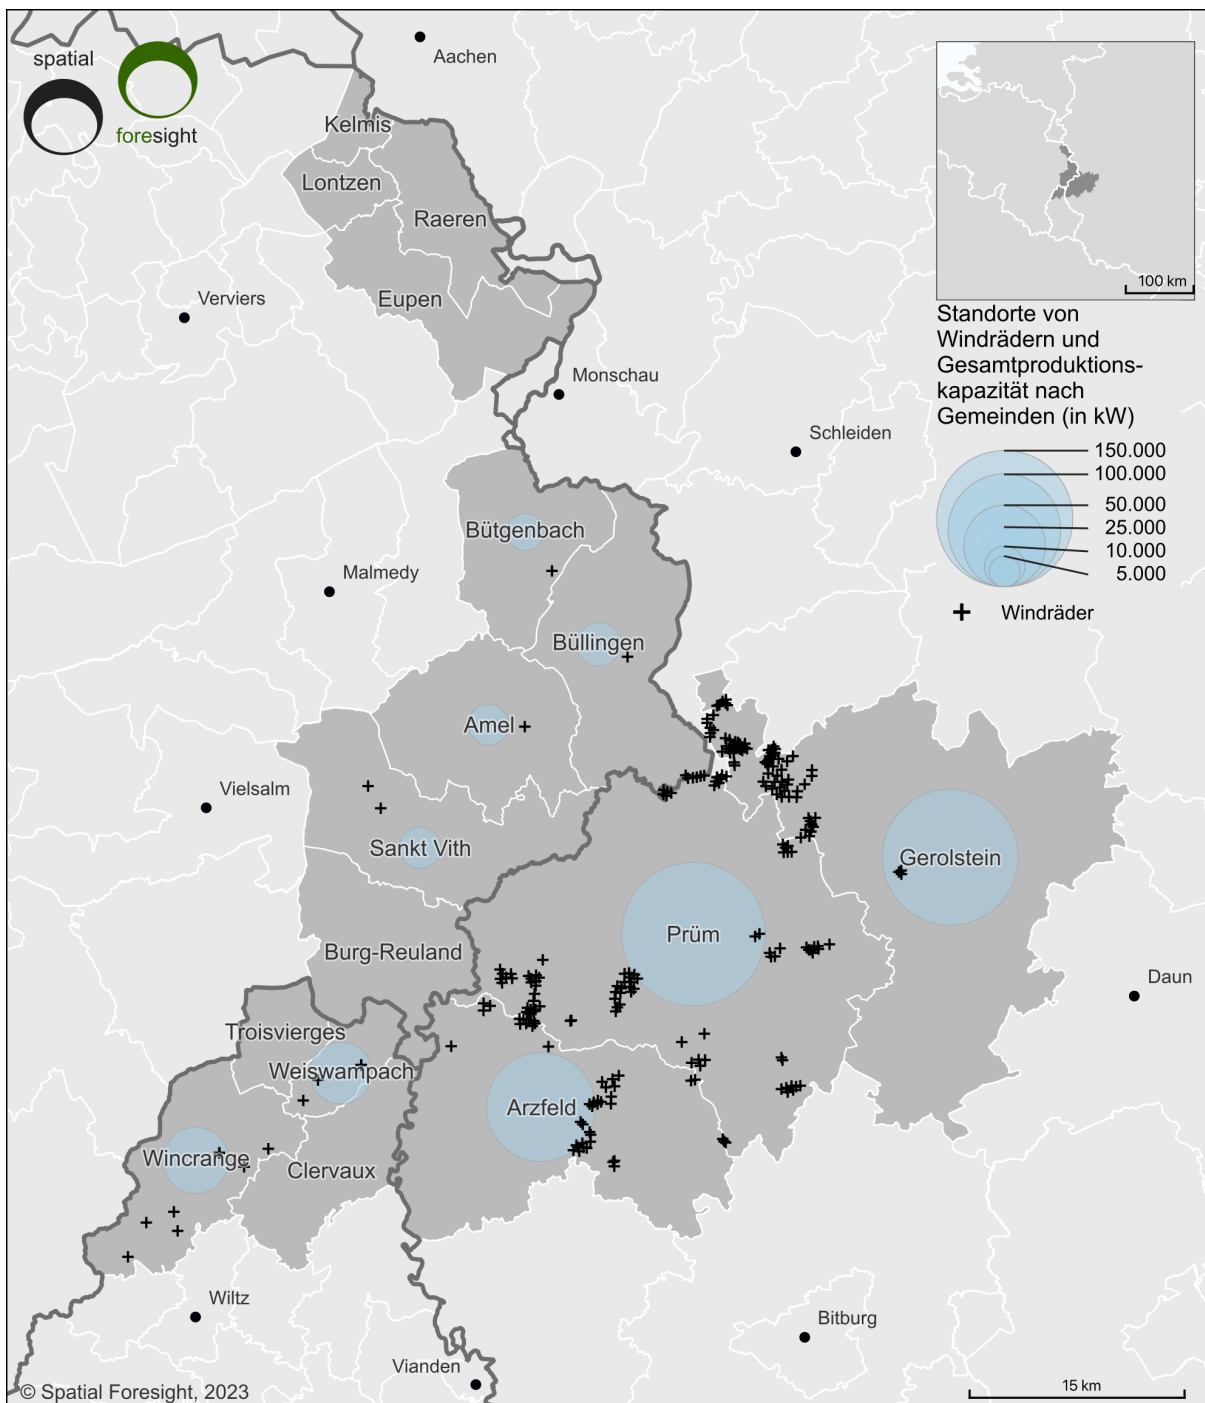 spatial
foresight
Aachen
Kelmis
Lontzen
Raeren
Verviers
Eupen
100 km
Standorte von
Windrädern und
Gesamtproduktions-
kapazität nach
Gemeinden (in kW)
150.000
100.000
50.000
25.000
10.000
5.000
Windräder
Monschau
Schleiden
Bütgenbach
Malmedy
Büllingen
Amel
Vielsalm
Sankt Vith
Gerolstein
Prüm
Burg-Reuland
Daun
Troisvierges
Weiswampach
Arzfeld
Wincrange
Clervaux
Wiltz
Bitburg
Vianden
© Spatial Foresight, 2023
15 km